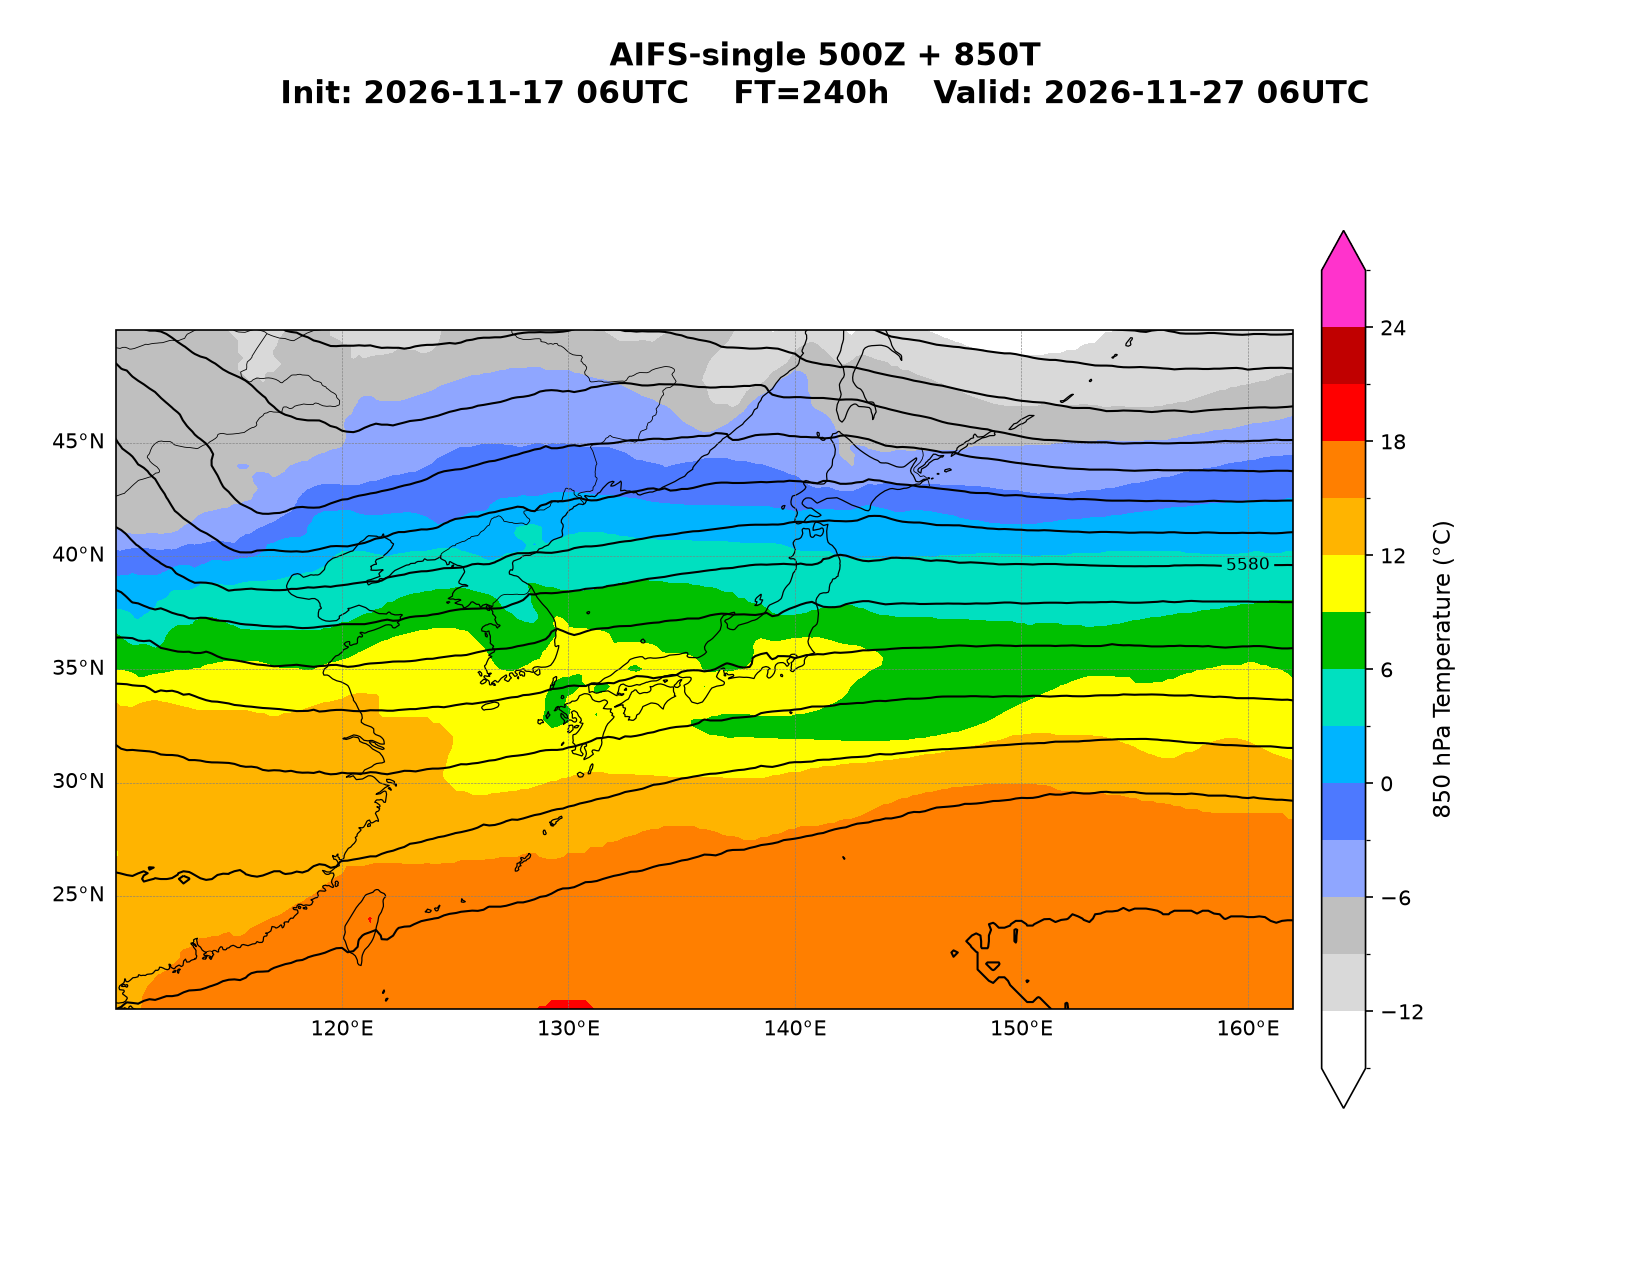 AIFS-single 500Z + 850T
Init: 2026-11-17 06UTC    FT=240h    Valid: 2026-11-27 06UTC
45°N
40°N
35°N
30°N
25°N
120°E
130°E
140°E
150°E
160°E
5580
24
18
12
6
0
−6
−12
850 hPa Temperature (°C)